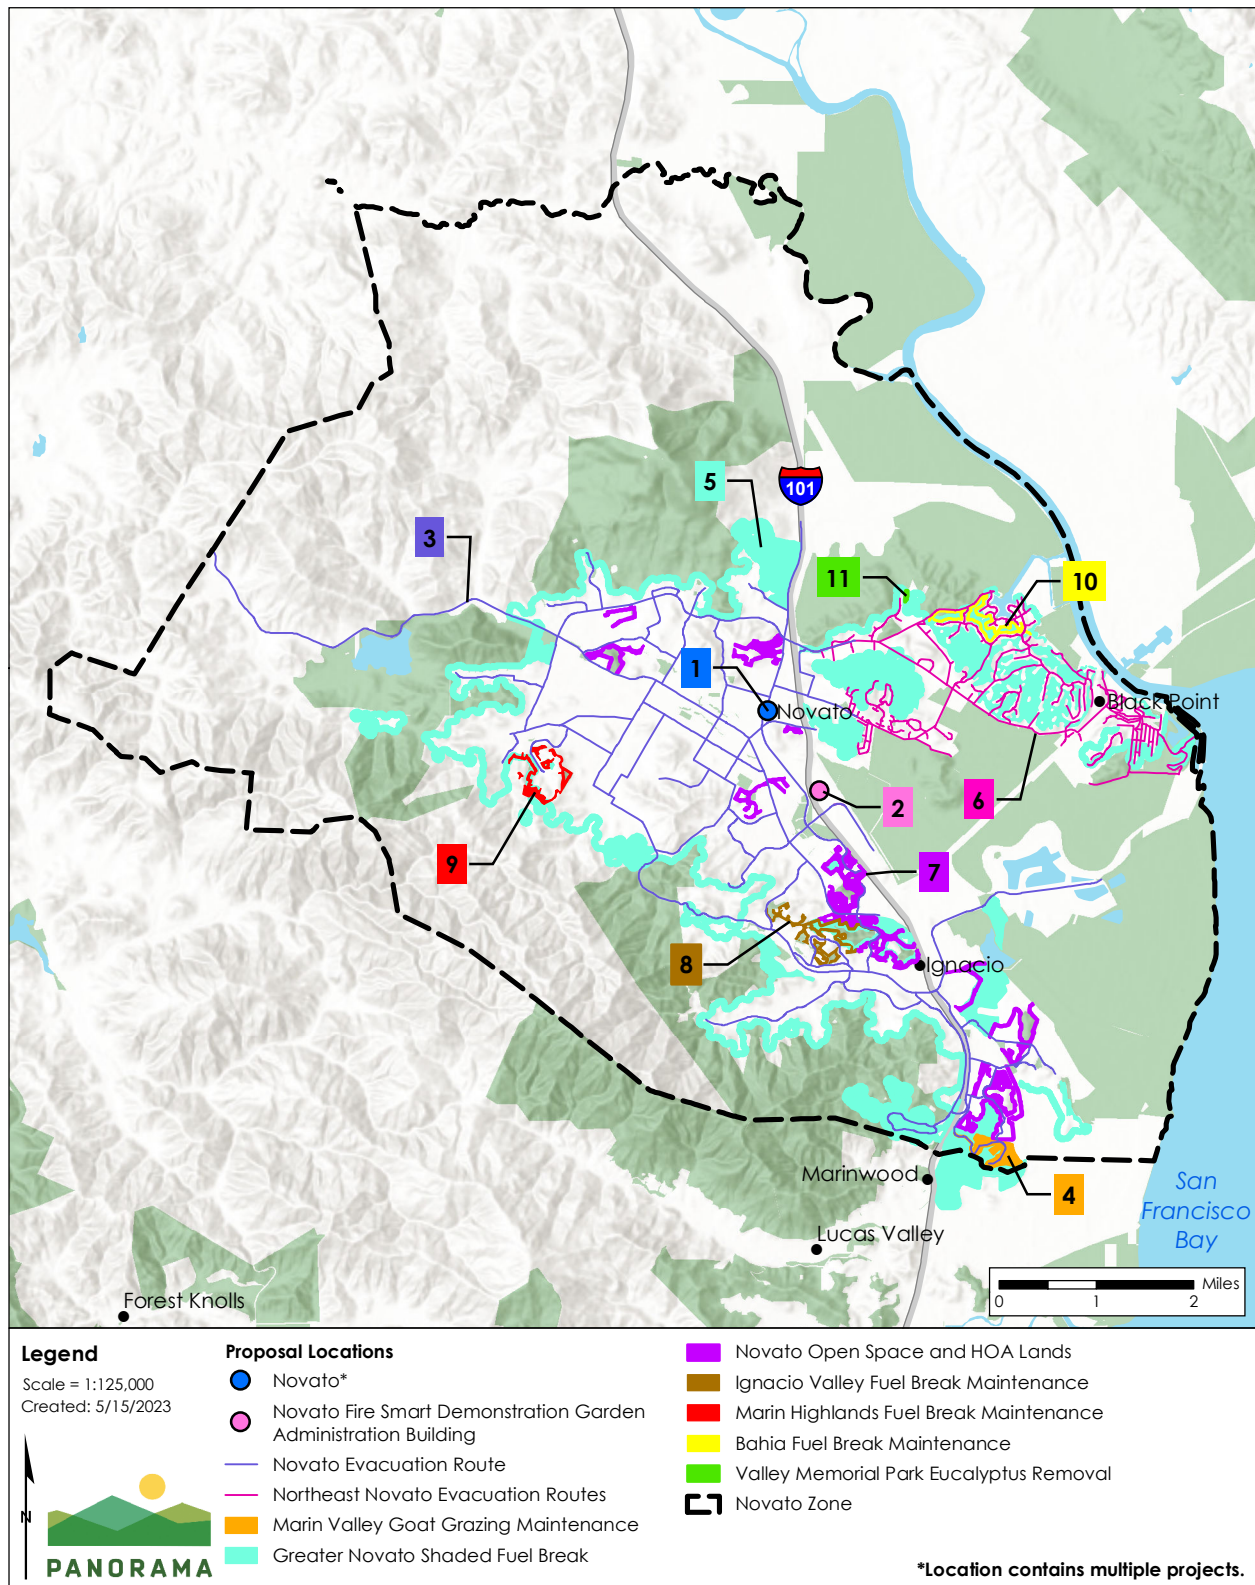 5
101
3
11
10
1
Novato
Black Point
2
6
9
7
8
Ignacio
Marinwood
4
San
Francisco
Bay
Lucas Valley
Forest Knolls
Miles
0 1 2
Legend
Scale = 1:125,000
Created: 5/15/2023
N
PANORAMA
Proposal Locations
Novato*
Novato Fire Smart Demonstration Garden
Administration Building
Novato Evacuation Route
Northeast Novato Evacuation Routes
Marin Valley Goat Grazing Maintenance
Greater Novato Shaded Fuel Break
Novato Open Space and HOA Lands
Ignacio Valley Fuel Break Maintenance
Marin Highlands Fuel Break Maintenance
Bahia Fuel Break Maintenance
Valley Memorial Park Eucalyptus Removal
Novato Zone
*Location contains multiple projects.